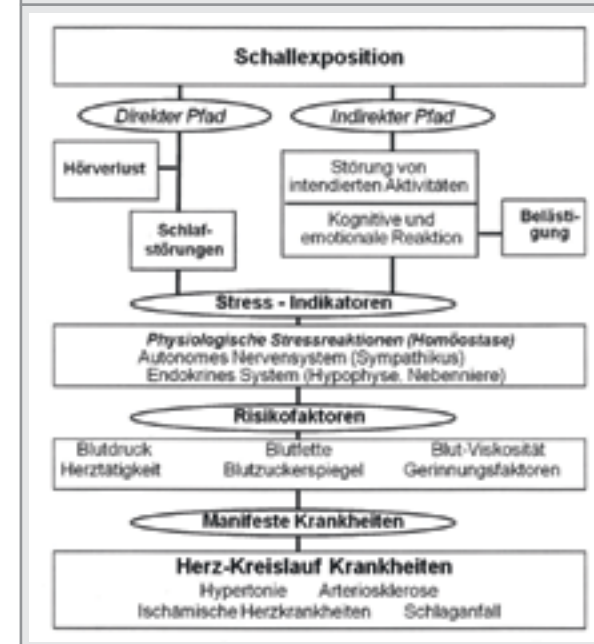 Schallexposition
Direkter Pfad
Indirekter Pfad
Hörverlust
Störung von
intendierten Aktivitäten
Schlaf-
störungen
Kognitive und
emotionale Reaktion
Belästi-
gung
Stress - Indikatoren
Physiologische Stressreaktionen (Homöostase)
Autonomes Nervensystem (Sympathikus)
Endokrines System (Hypophyse, Nebenniere)
Risikofaktoren
Blutdruck Blutfette Blut-Viskosität
Herztätigkeit Blutzuckerspiegel Gerinnungsfaktoren
Manifeste Krankheiten
Herz-Kreislauf Krankheiten
Hypertonie Arteriosklerose
Ischämische Herzkrankheiten Schlaganfall